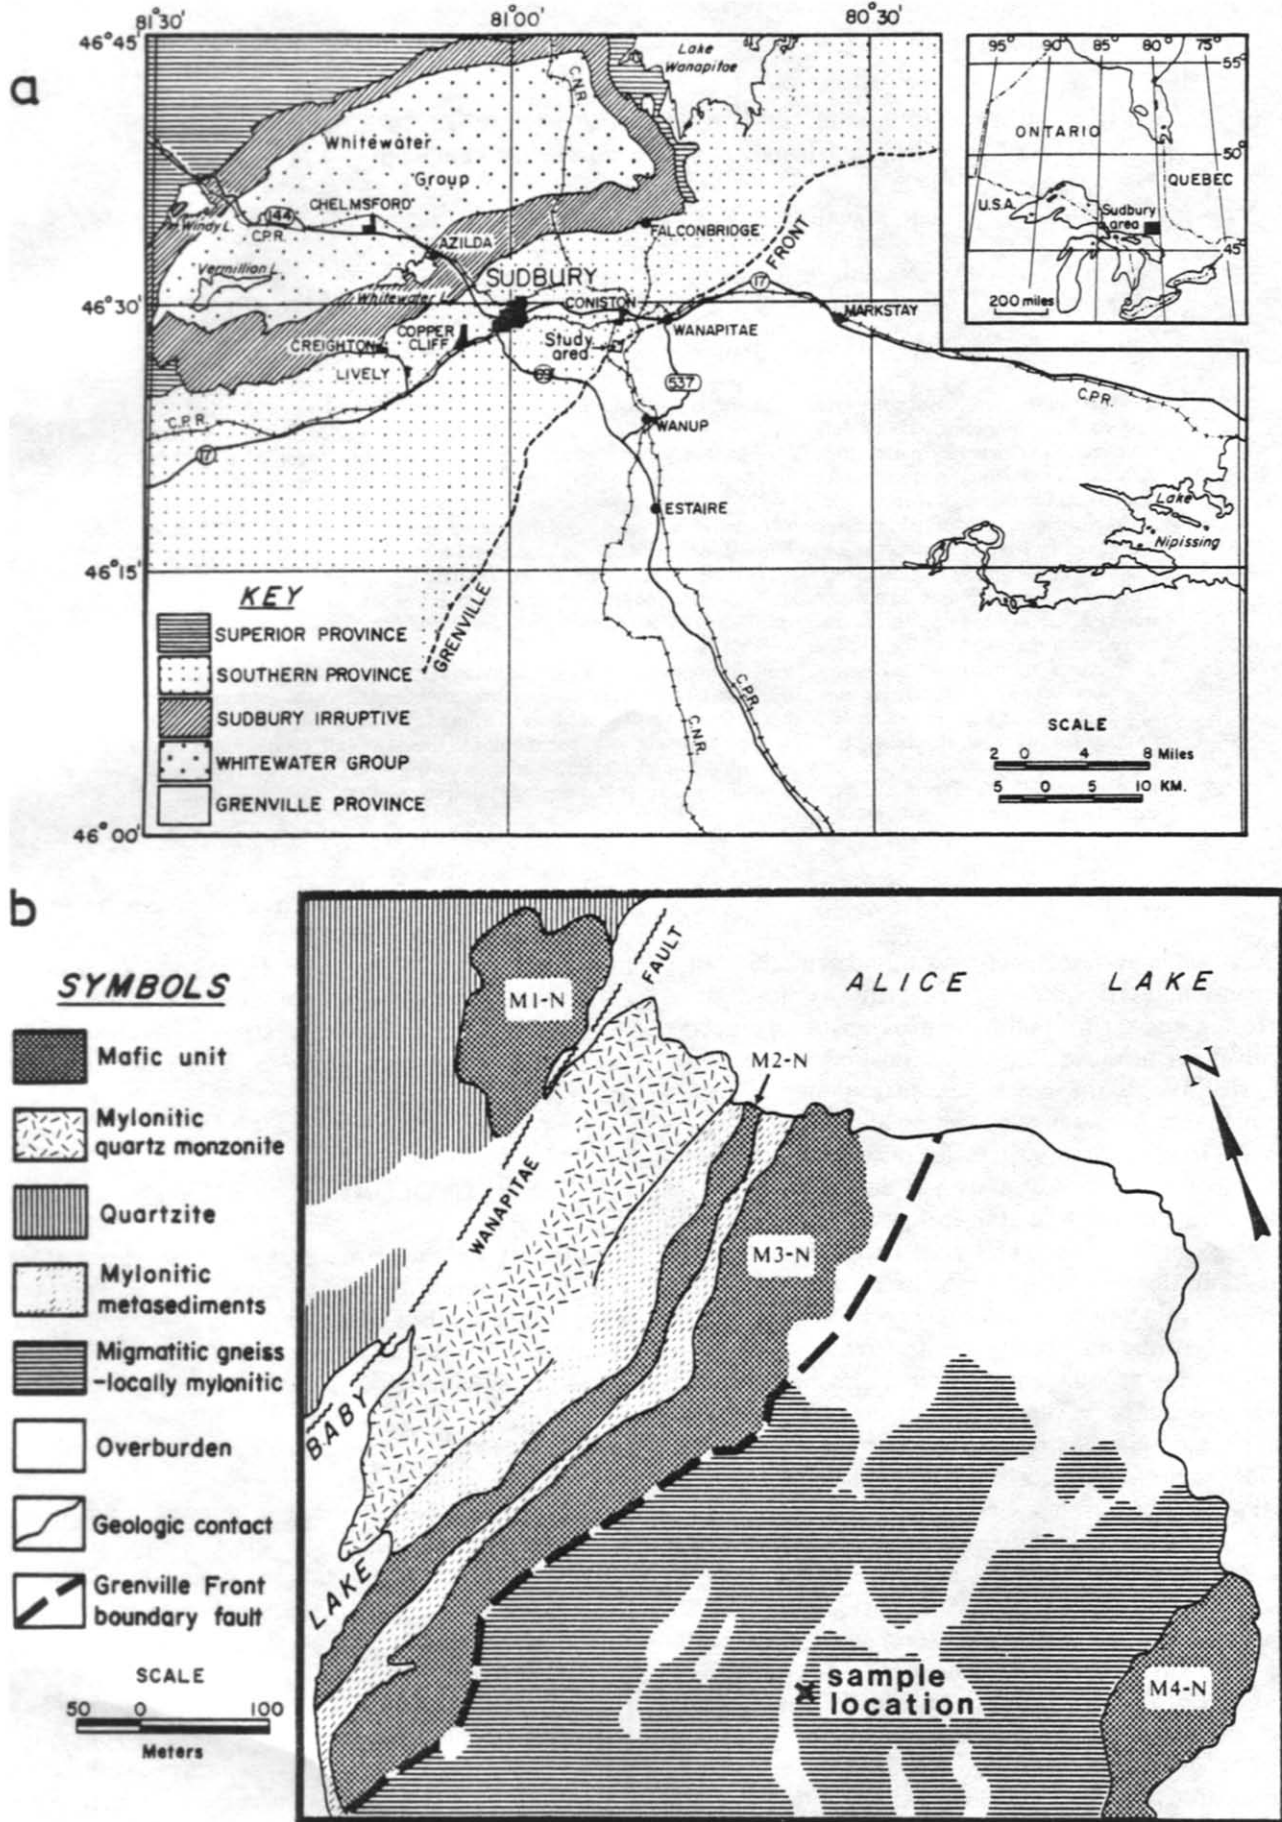 a
81°30'
81°00'
80°30'
46°45'
46°30'
46°15'
46°00'
Lake
Wanapitae
C.N.R.
Whitewater
Group
144
CHELMSFORD
Windy L.
C.P.R.
AZILDA
Vermillion L.
FALCONBRIDGE
FRONT
SUDBURY
Whitewater L.
CONISTON
17
COPPER
CLIFF
CREIGHTON
Study
area
WANAPITAE
MARKSTAY
LIVELY
537
C.P.R.
C.P.R.
WANUP
17
ESTAIRE
Lake
Nipissing
GRENVILLE
C.P.R.
C.N.R.
KEY
SUPERIOR PROVINCE
SOUTHERN PROVINCE
SUDBURY IRRUPTIVE
WHITEWATER GROUP
GRENVILLE PROVINCE
SCALE
2 0 4 8 Miles
5 0 5 10 KM.
95° 90° 85° 80° 75°
55°
ONTARIO
50°
QUEBEC
U.S.A.
Sudbury
area
45°
200 miles
b
SYMBOLS
Mafic unit
Mylonitic
quartz monzonite
Quartzite
Mylonitic
metasediments
Migmatitic gneiss
-locally mylonitic
Overburden
Geologic contact
Grenville Front
boundary fault
SCALE
50 0 100
Meters
M1-N
FAULT
ALICE LAKE
N
M2-N
WANAPITAE
M3-N
BABY
LAKE
sample
location
M4-N